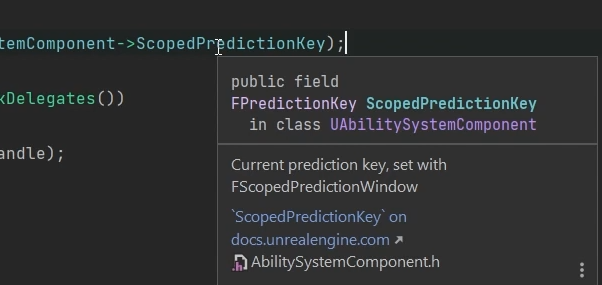 temComponent->ScopedPredictionKey);
public field
FPredictionKey ScopedPredictionKey
in class UAbilitySystemComponent
kDelegates())
andle);
Current prediction key, set with
FScopedPredictionWindow
`ScopedPredictionKey` on
docs.unrealengine.com
AbilitySystemComponent.h